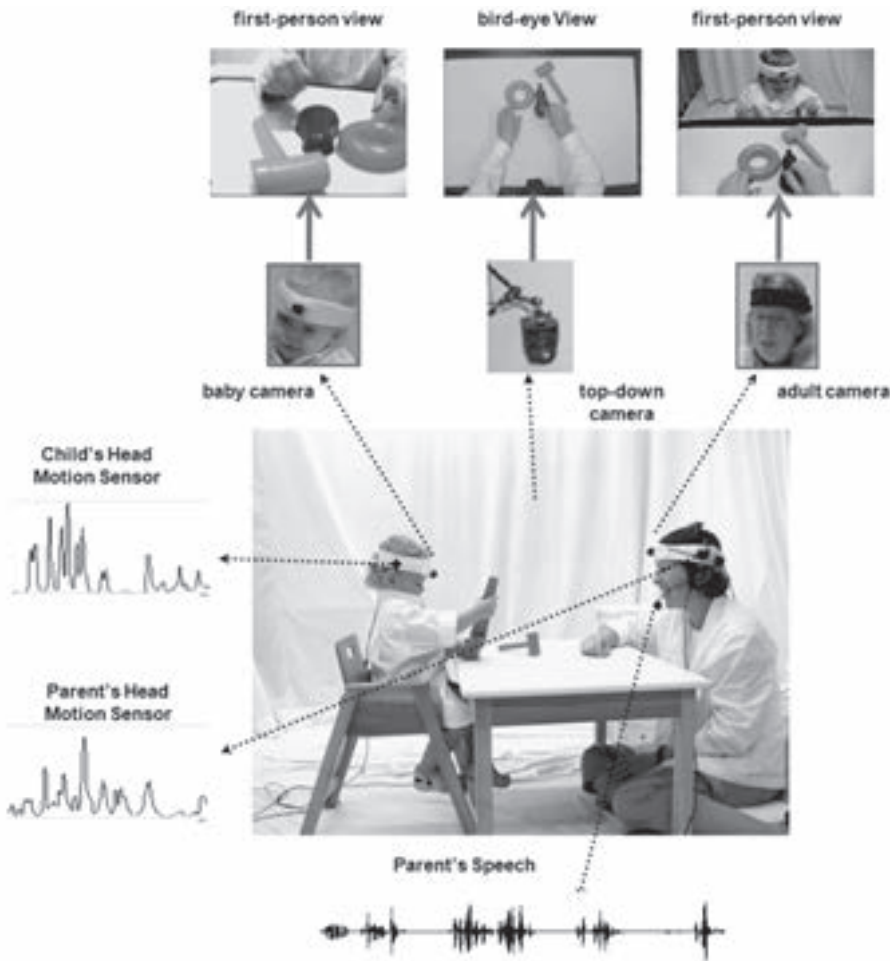 first-person view
bird-eye View
first-person view
baby camera
top-down
camera
adult camera
Child's Head
Motion Sensor
Parent's Head
Motion Sensor
Parent's Speech